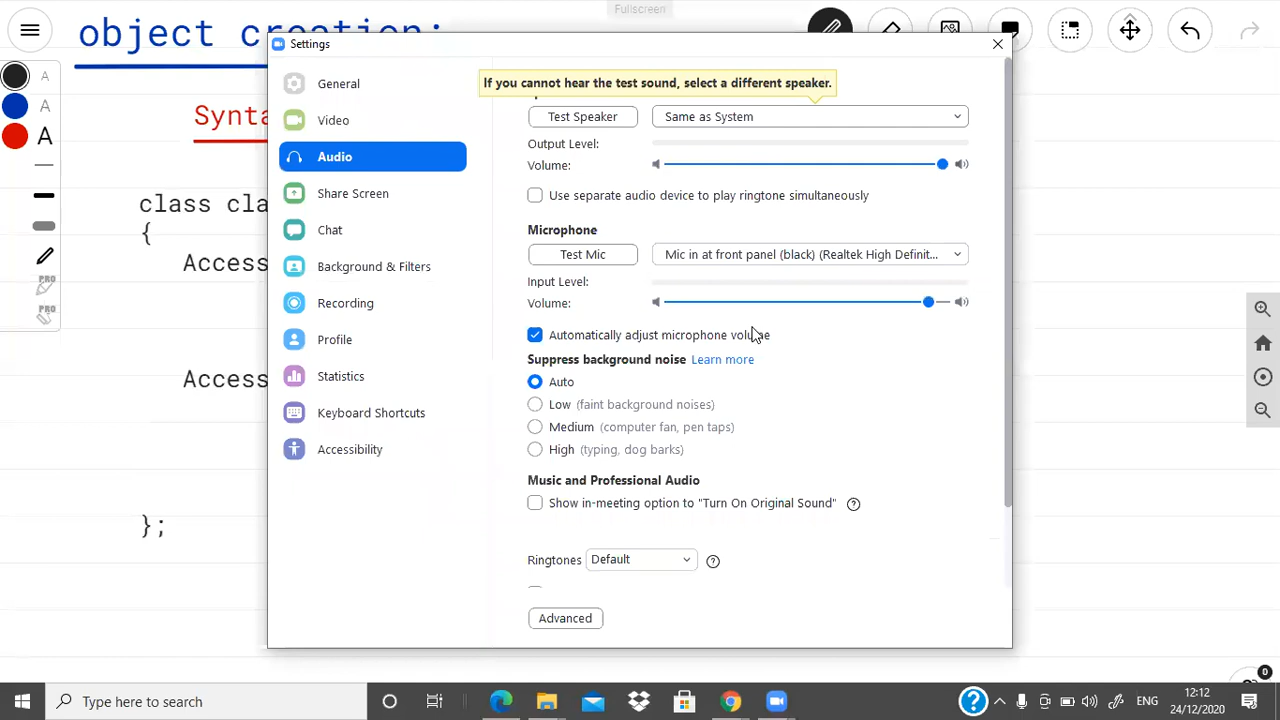 Fullscreen
object creation:
Settings
General
If you cannot hear the test sound, select a different speaker.
A
Test Speaker
Same as System
Video
A
Synta
A
Output Level:
Audio
Volume:
Use separate audio device to play ringtone simultaneously
Share Screen
class cla
{
Chat
Microphone
Test Mic
Mic in at front panel (black) (Realtek High Definit...
Acces
Background & Filters
PRO
Input Level:
Volume:
Recording
PRO
Automatically adjust microphone volume
Profile
Suppress background noise Learn more
Auto
Statistics
Acces
Low (faint background noises)
Keyboard Shortcuts
Medium (computer fan, pen taps)
Accessibility
High (typing, dog barks)
Music and Professional Audio
Show in-meeting option to "Turn On Original Sound"
};
Ringtones Default
Advanced
0
Type here to search
ENG
12:12
24/12/2020